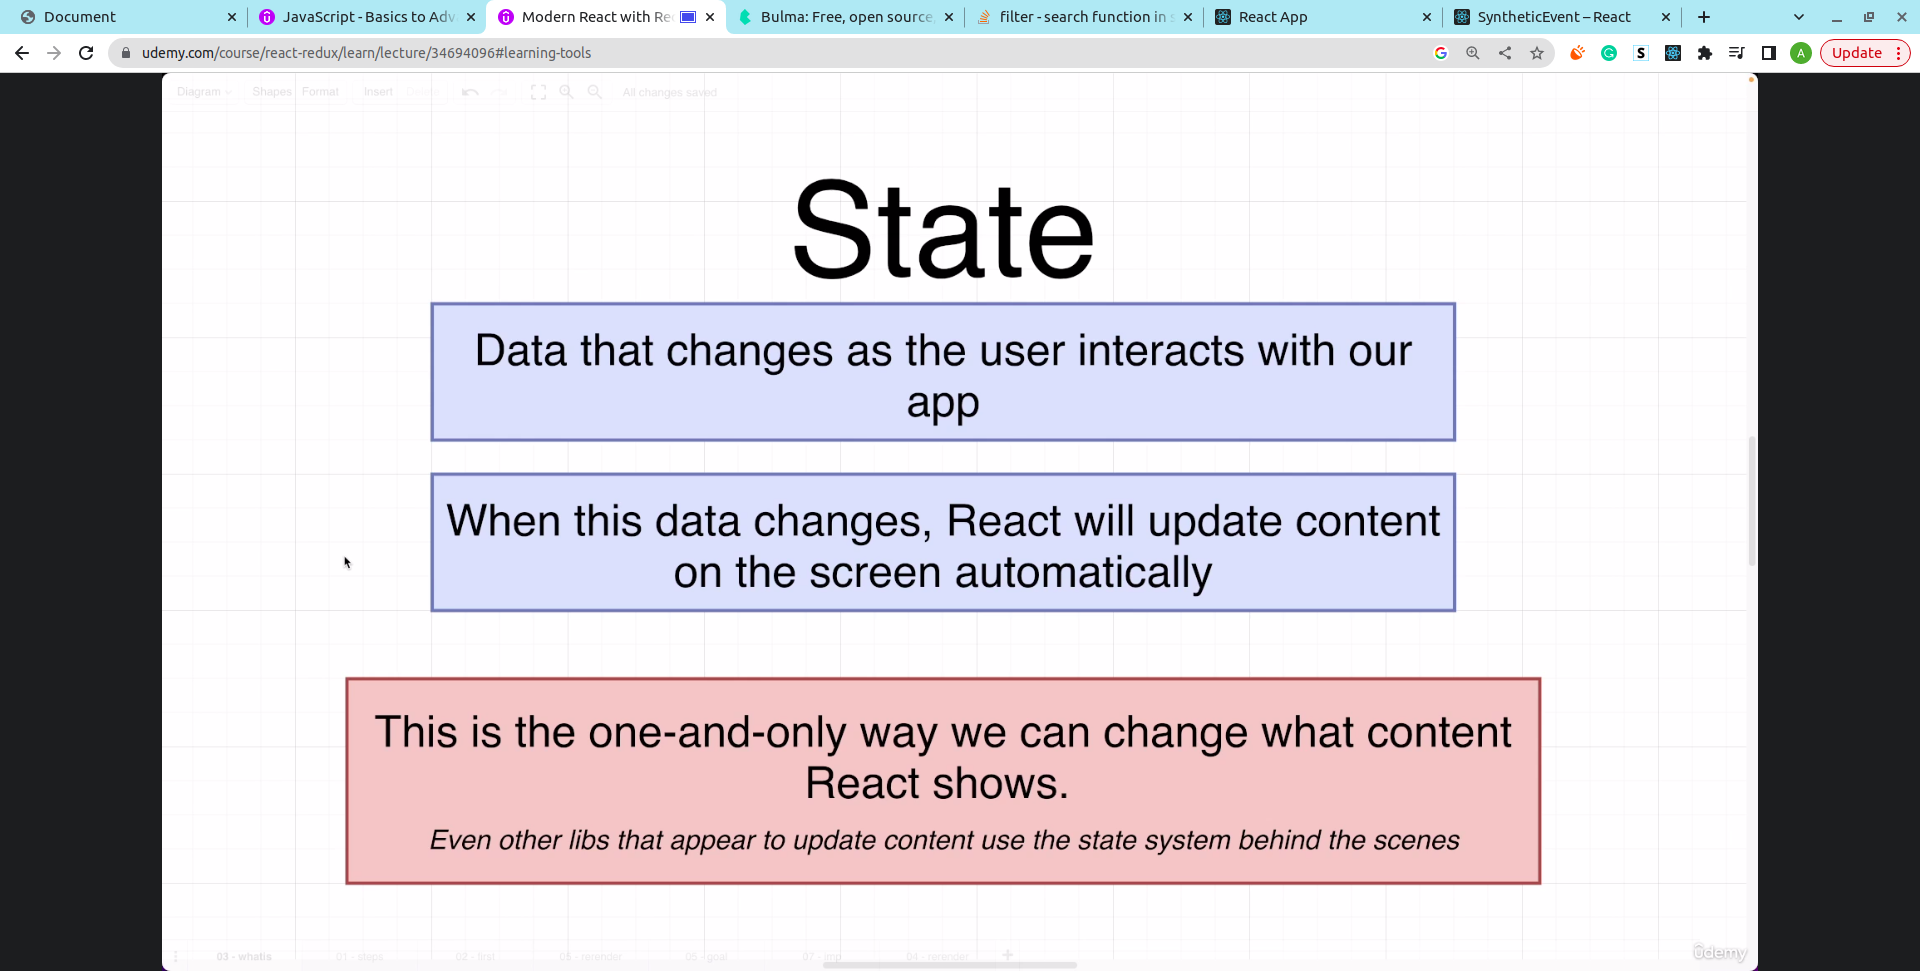 Document
JavaScript - Basics to Adv
Modern React with Re
Bulma: Free, open source,
filter - search function in
React App
SyntheticEvent – React
udemy.com/course/react-redux/learn/lecture/34694096#learning-tools
A
Update
Diagram Shapes Format Insert Delete All changes saved
State
Data that changes as the user interacts with our
app
When this data changes, React will update content
on the screen automatically
This is the one-and-only way we can change what content
React shows.
Even other libs that appear to update content use the state system behind the scenes
03 - whatis 01 - steps 02 - first 05 - rerender 06 - goal 07 - imp 04 - rerender
ûdemy